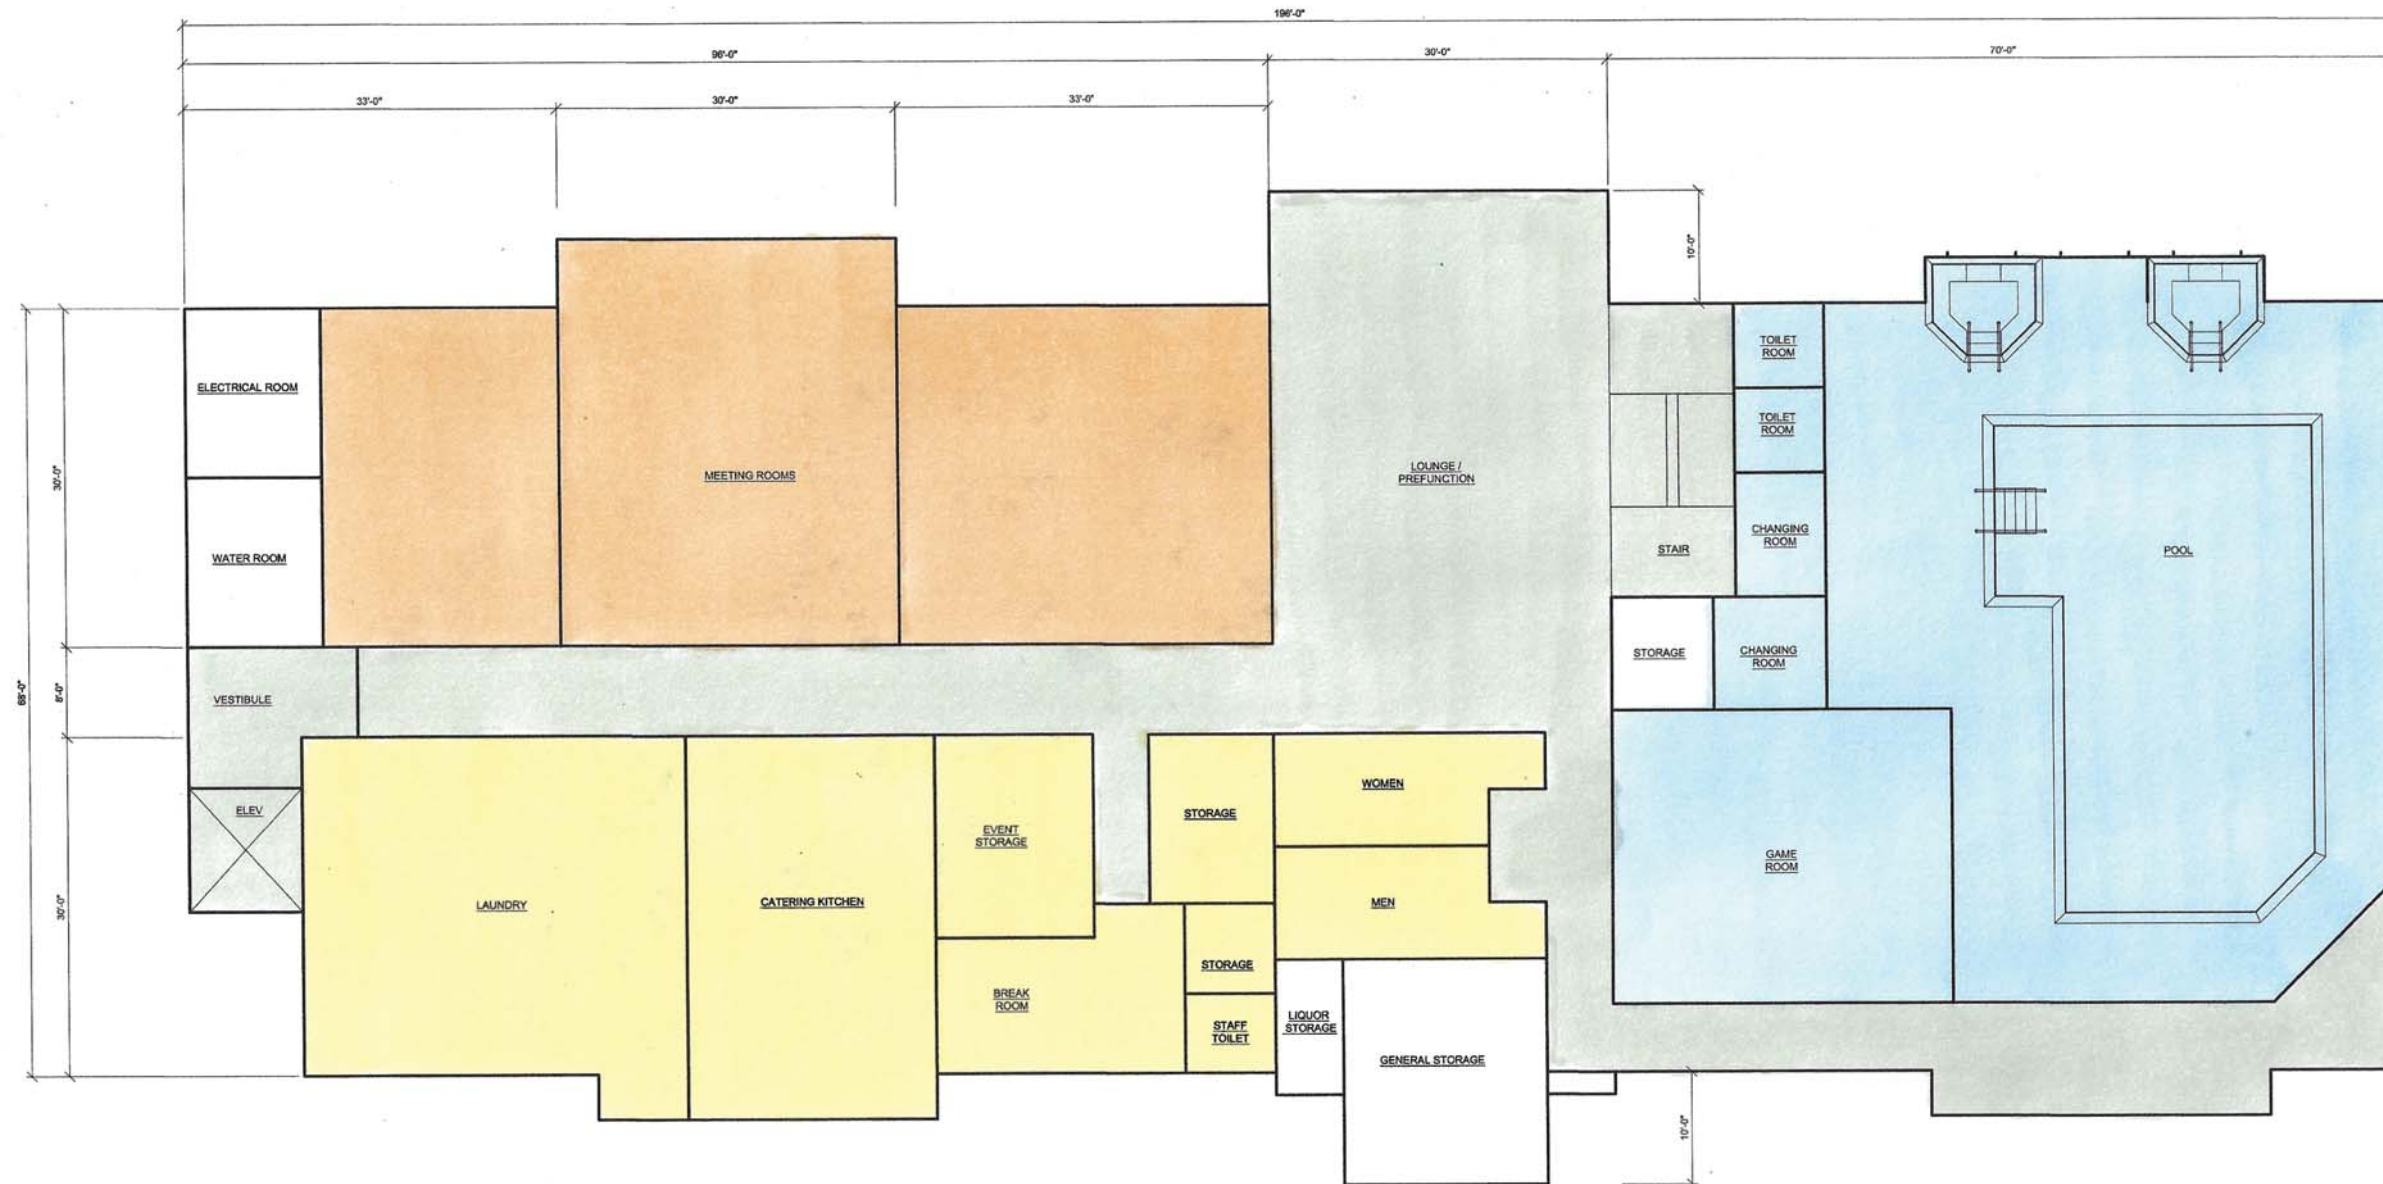 196'-0"
96'-0"
30'-0"
70'-0"
33'-0"
30'-0"
33'-0"
10'-0"
68'-0"
30'-0"
8'-0"
30'-0"
10'-0"
ELECTRICAL ROOM
WATER ROOM
MEETING ROOMS
LOUNGE /
PREFUNCTION
TOILET
ROOM
TOILET
ROOM
CHANGING
ROOM
STAIR
POOL
STORAGE
CHANGING
ROOM
VESTIBULE
ELEV
LAUNDRY
CATERING KITCHEN
EVENT
STORAGE
STORAGE
WOMEN
MEN
GAME
ROOM
BREAK
ROOM
STORAGE
STAFF
TOILET
LIQUOR
STORAGE
GENERAL STORAGE